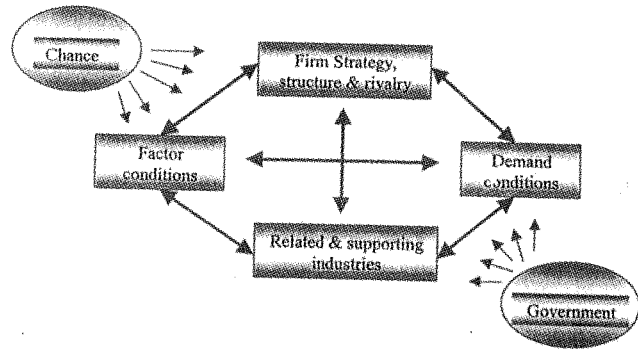 Chance
Firm Strategy,
structure & rivalry
Factor
conditions
Demand
conditions
Related & supporting
industries
Government